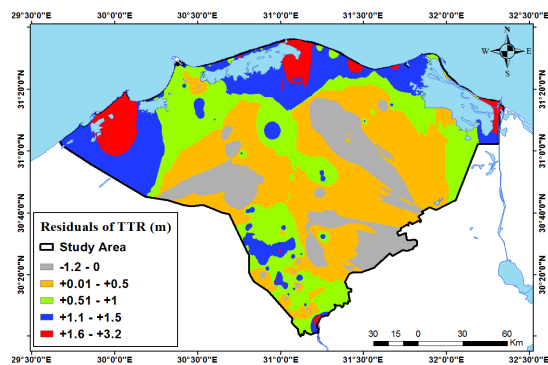 29°30'0"E 30°0'0"E 30°30'0"E 31°0'0"E 31°30'0"E 32°0'0"E 32°30'0"E
N
W E
S
31°20'0"N
31°20'0"N
31°0'0"N
31°0'0"N
30°40'0"N
30°40'0"N
30°20'0"N
30°20'0"N
Residuals of TTR (m)
Study Area
-1.2 - 0
+0.01 - +0.5
+0.51 - +1
+1.1 - +1.5
+1.6 - +3.2
30 15 0 30 60
Km
29°30'0"E 30°0'0"E 30°30'0"E 31°0'0"E 31°30'0"E 32°0'0"E 32°30'0"E